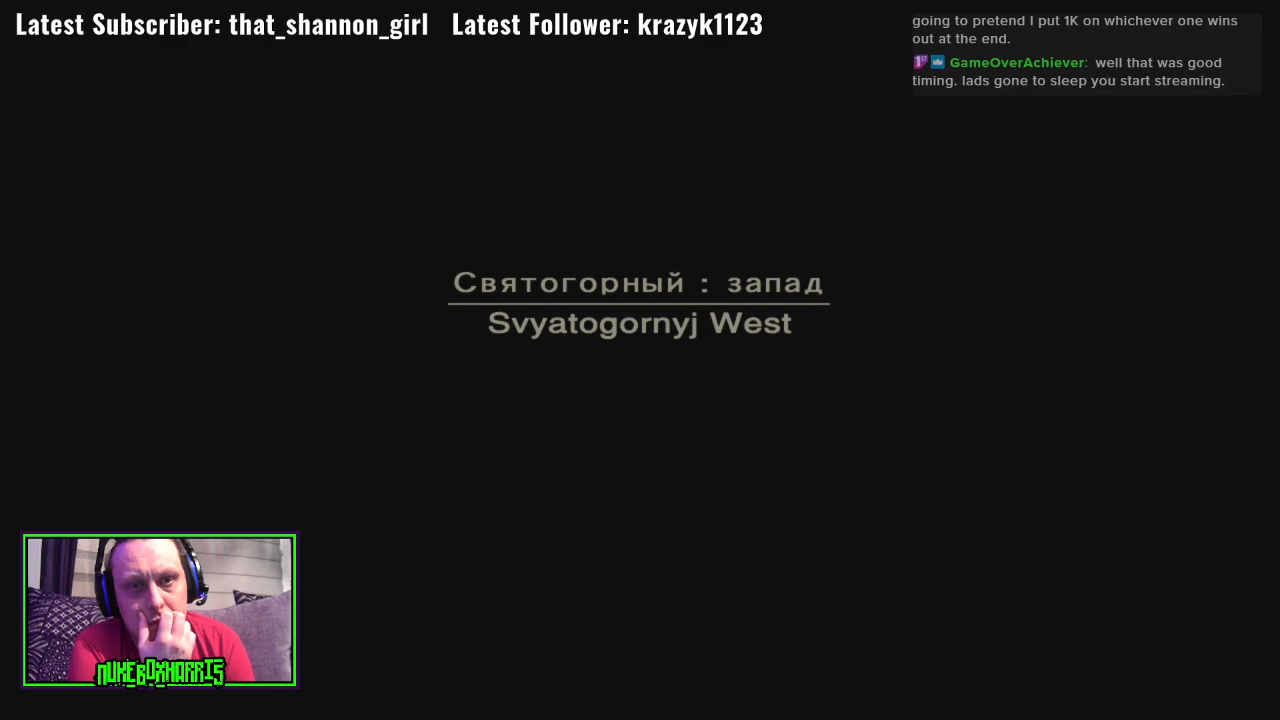 Latest Subscriber: that_shannon_girl Latest Follower: krazyk1123
going to pretend I put 1K on whichever one wins
out at the end.
GameOverAchiever: well that was good
timing. lads gone to sleep you start streaming.
Святогорный : запад
Svyatogornyj West
NUKEBOXHARRIS